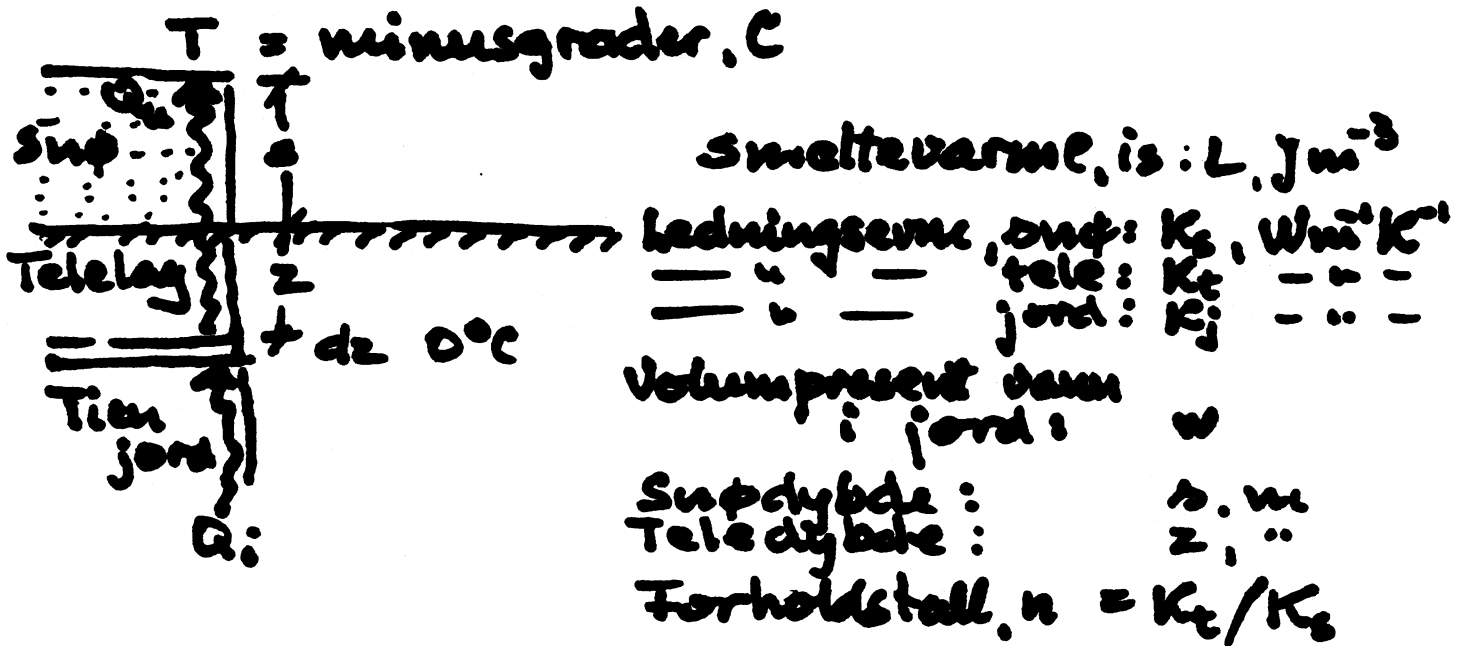 T = minusgrader, C
Qu
Snø
s
Smeltevarme, is : L, Jm⁻³
Ledningsevne, snø: Ks, Wm⁻¹K⁻¹
Telelag
z
— " — tele: Kt — " —
— " — jord: Kj — " —
dz 0°C
Volumprosent vann
i jord: w
Tien
jord
Qi
Snødybde : s, m
Teledybde : z, "
Forholdstall, n = Kt/Ks